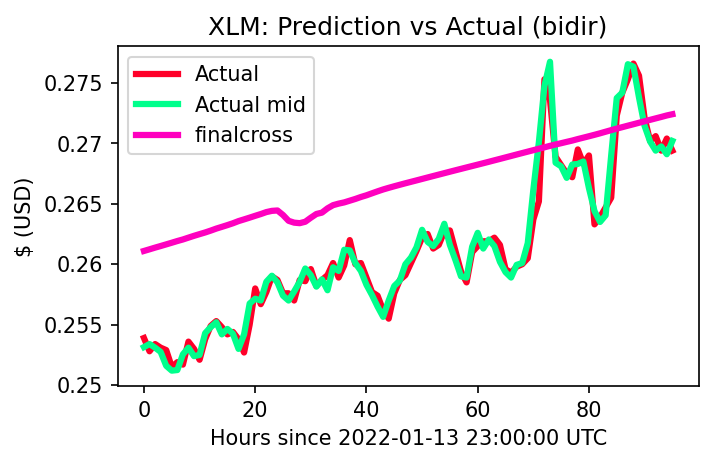 XLM: Prediction vs Actual (bidir)
Actual
Actual mid
finalcross
$ (USD)
0.275
0.27
0.265
0.26
0.255
0.25
0 20 40 60 80
Hours since 2022-01-13 23:00:00 UTC